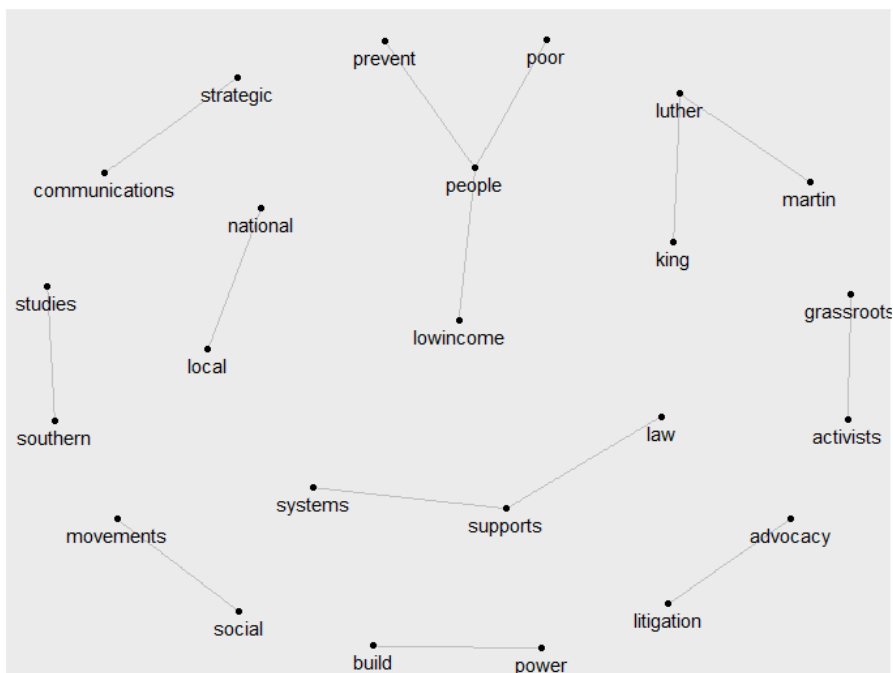 prevent
poor
strategic
luther
communications
people
martin
national
king
studies
grassroots
lowincome
local
southern
law
activists
systems
supports
movements
advocacy
litigation
social
build
power